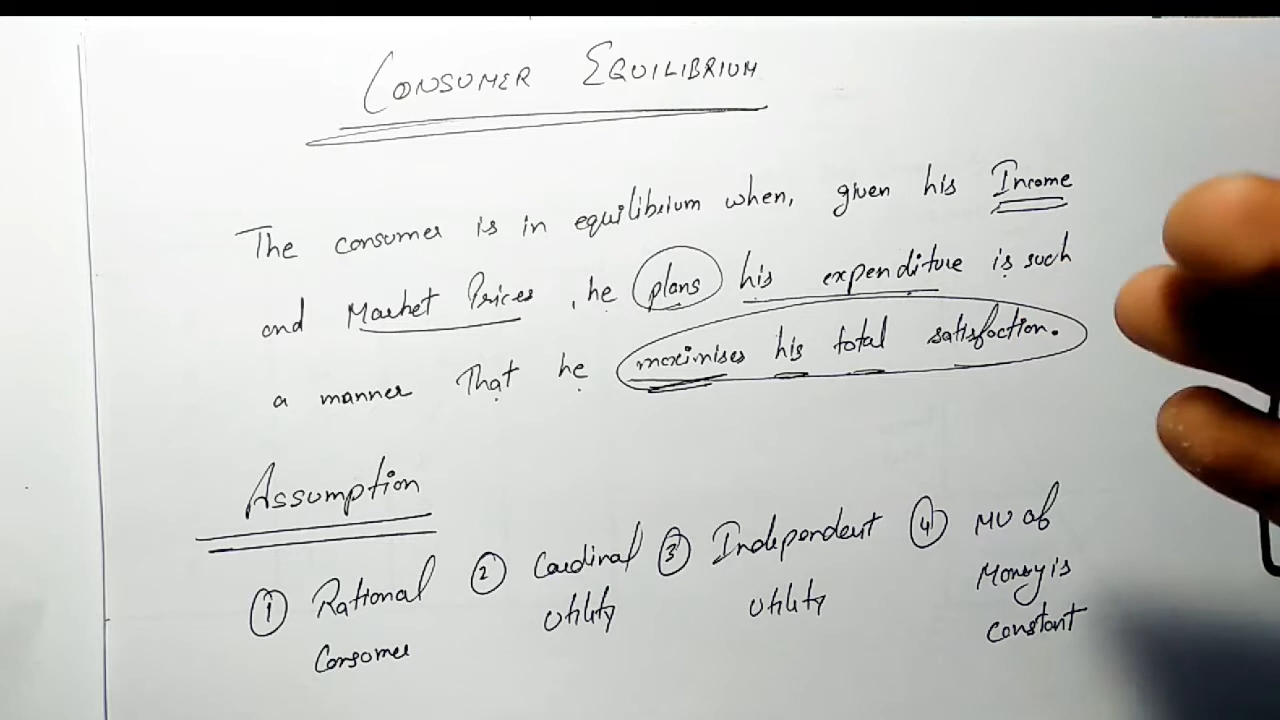 CONSUMER EQUILIBRIUM
The consumer is in equilibrium when, given his Income
and Market Prices, he plans his expenditure is such
a manner That he maximises his total satisfaction.
Assumption
① Rational Consumer
② Cardinal Utility
③ Independent Utility
④ MU of Money is constant